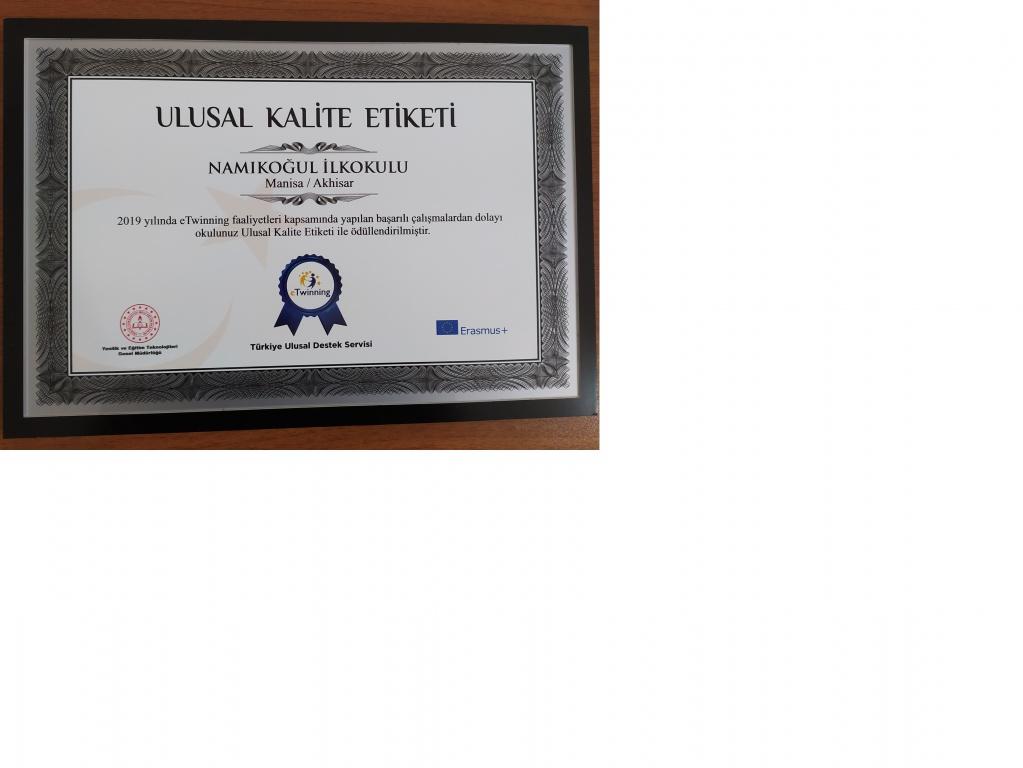 ULUSAL KALİTE ETİKETİ
NAMIKOĞUL İLKOKULU
Manisa / Akhisar
2019 yılında eTwinning faaliyetleri kapsamında yapılan başarılı çalışmalardan dolayı
okulunuz Ulusal Kalite Etiketi ile ödüllendirilmiştir.
eTwinning
Erasmus+
Türkiye Ulusal Destek Servisi
Yenilik ve Eğitim Teknolojileri
Genel Müdürlüğü